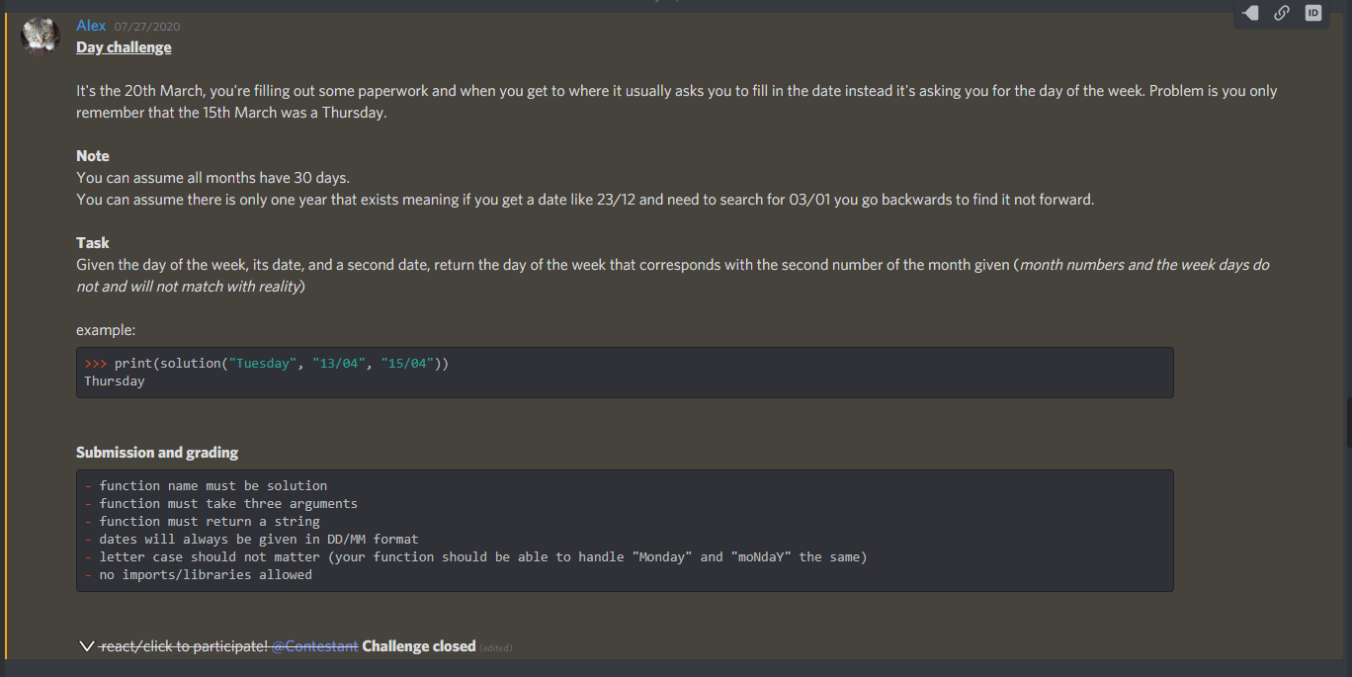 Alex 07/27/2020
Day challenge
It's the 20th March, you're filling out some paperwork and when you get to where it usually asks you to fill in the date instead it's asking you for the day of the week. Problem is you only
remember that the 15th March was a Thursday.
Note
You can assume all months have 30 days.
You can assume there is only one year that exists meaning if you get a date like 23/12 and need to search for 03/01 you go backwards to find it not forward.
Task
Given the day of the week, its date, and a second date, return the day of the week that corresponds with the second number of the month given (month numbers and the week days do
not and will not match with reality)
example:
>>> print(solution("Tuesday", "13/04", "15/04"))
Thursday
Submission and grading
- function name must be solution
- function must take three arguments
- function must return a string
- dates will always be given in DD/MM format
- letter case should not matter (your function should be able to handle "Monday" and "moNdaY" the same)
- no imports/libraries allowed
react/click to participate! @Contestant Challenge closed (edited)
ID